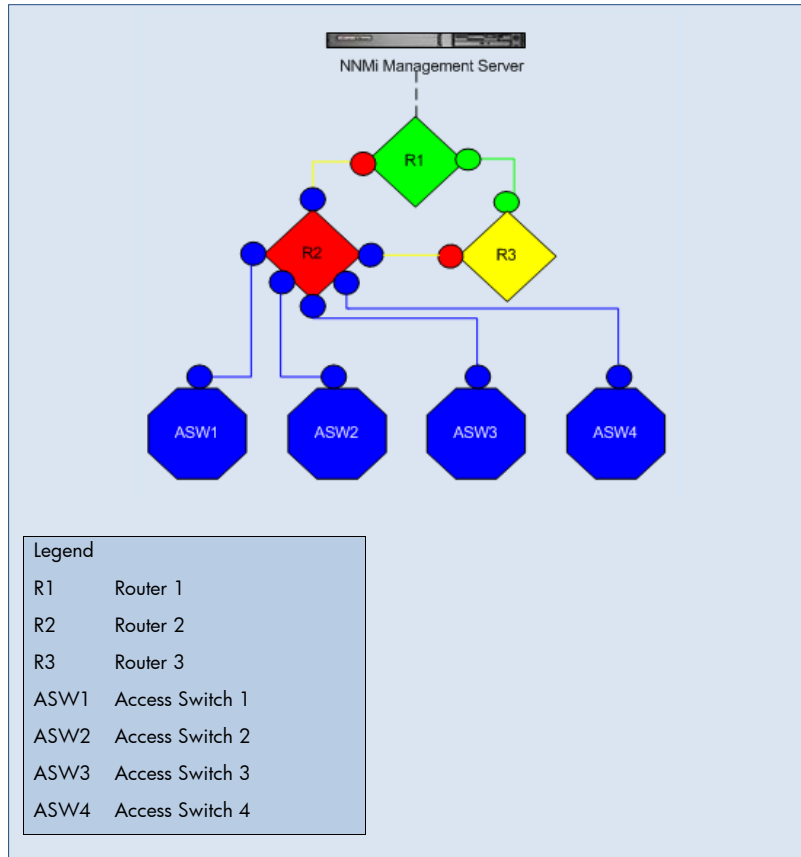 NNMi Management Server
R1
R2
R3
ASW1
ASW2
ASW3
ASW4
Legend
R1 Router 1
R2 Router 2
R3 Router 3
ASW1 Access Switch 1
ASW2 Access Switch 2
ASW3 Access Switch 3
ASW4 Access Switch 4